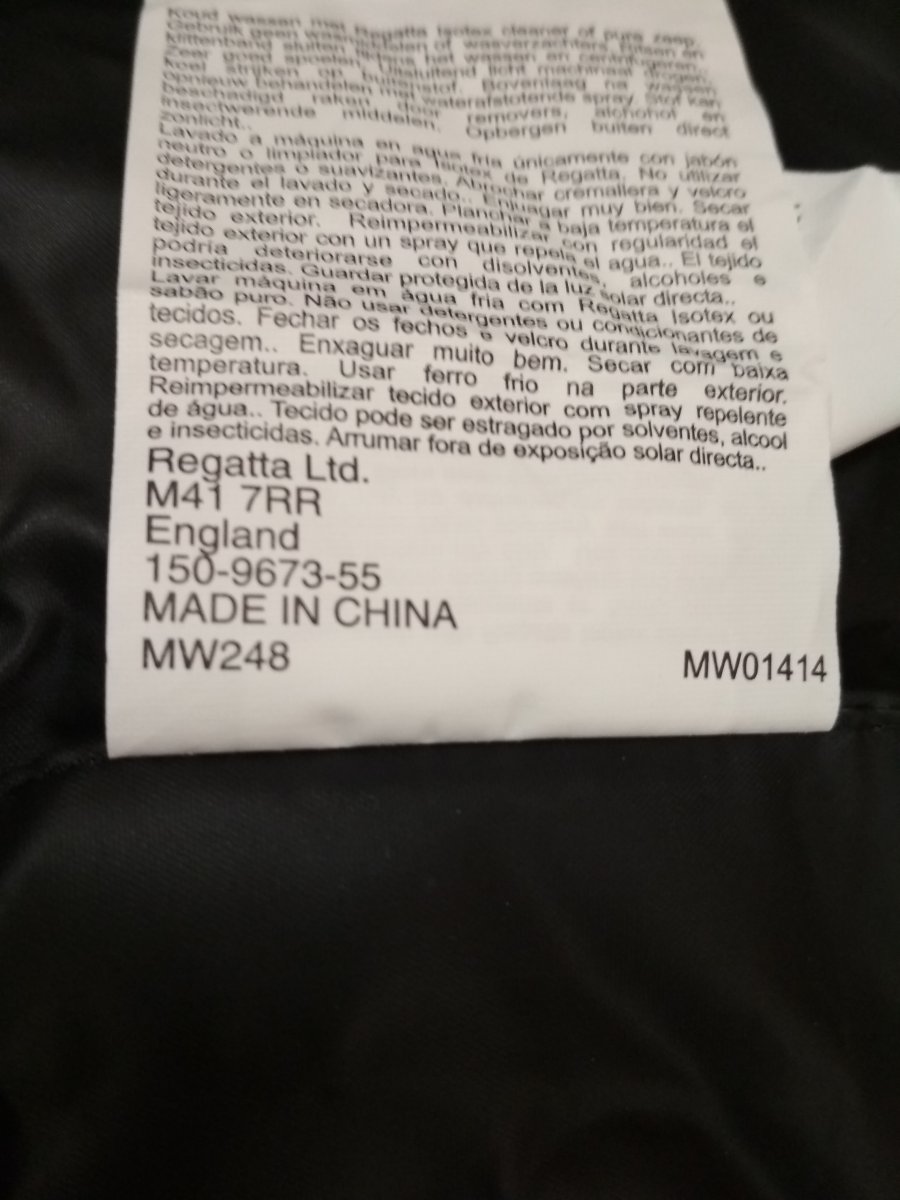 Koud wassen met Regatta Isotex cleaner of pure zeep.
Gebruik geen wasmiddelen of wasverzachters. Ritsen en
klittenband sluiten tijdens het wassen en centrifugeren.
Zeer goed spoelen. Uitsluitend licht machinaal drogen.
Koel strijken op buitenstof. Bovenlaag na wassen
opnieuw behandelen met waterafstotende spray. Stof kan
beschadigd raken door removers, alchohol en
insectwerende middelen. Opbergen buiten direct
zonlicht..
Lavado a máquina en agua fria únicamente con jabón
neutro o limpiador para Isotex de Regatta. No utilizar
detergentes o suavizantes. Abrochar cremallera y velcro
durante el lavado y secado.. Enjuagar muy bien. Secar
ligeramente en secadora. Planchar a baja temperatura el
tejido exterior. Reimpermeabilizar con regularidad el
tejido exterior con un spray que repela el agua.. El tejido
podría deteriorarse con disolventes, alcoholes e
insecticidas. Guardar protegida de la luz solar directa..
Lavar máquina em água fria com Regatta Isotex ou
sabão puro. Não usar detergentes ou condicionantes de
tecidos. Fechar os fechos e velcro durante lavagem e
secagem.. Enxaguar muito bem. Secar com baixa
temperatura. Usar ferro frio na parte exterior.
Reimpermeabilizar tecido exterior com spray repelente
de água.. Tecido pode ser estragado por solventes, alcool
e insecticidas. Arrumar fora de exposição solar directa..
Regatta Ltd.
M41 7RR
England
150-9673-55
MADE IN CHINA
MW248 MW01414